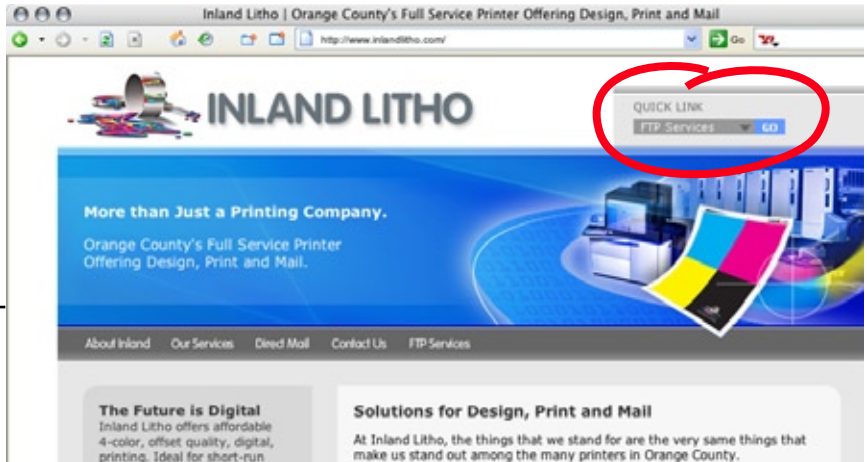 Inland Litho | Orange County's Full Service Printer Offering Design, Print and Mail
http://www.inlandlitho.com/
Go
INLAND LITHO
QUICK LINK
FTP Services GO
More than Just a Printing Company.
Orange County's Full Service Printer
Offering Design, Print and Mail.
About Inland Our Services Direct Mail Contact Us FTP Services
The Future is Digital
Inland Litho offers affordable
4-color, offset quality, digital,
printing. Ideal for short-run
Solutions for Design, Print and Mail
At Inland Litho, the things that we stand for are the very same things that
make us stand out among the many printers in Orange County.